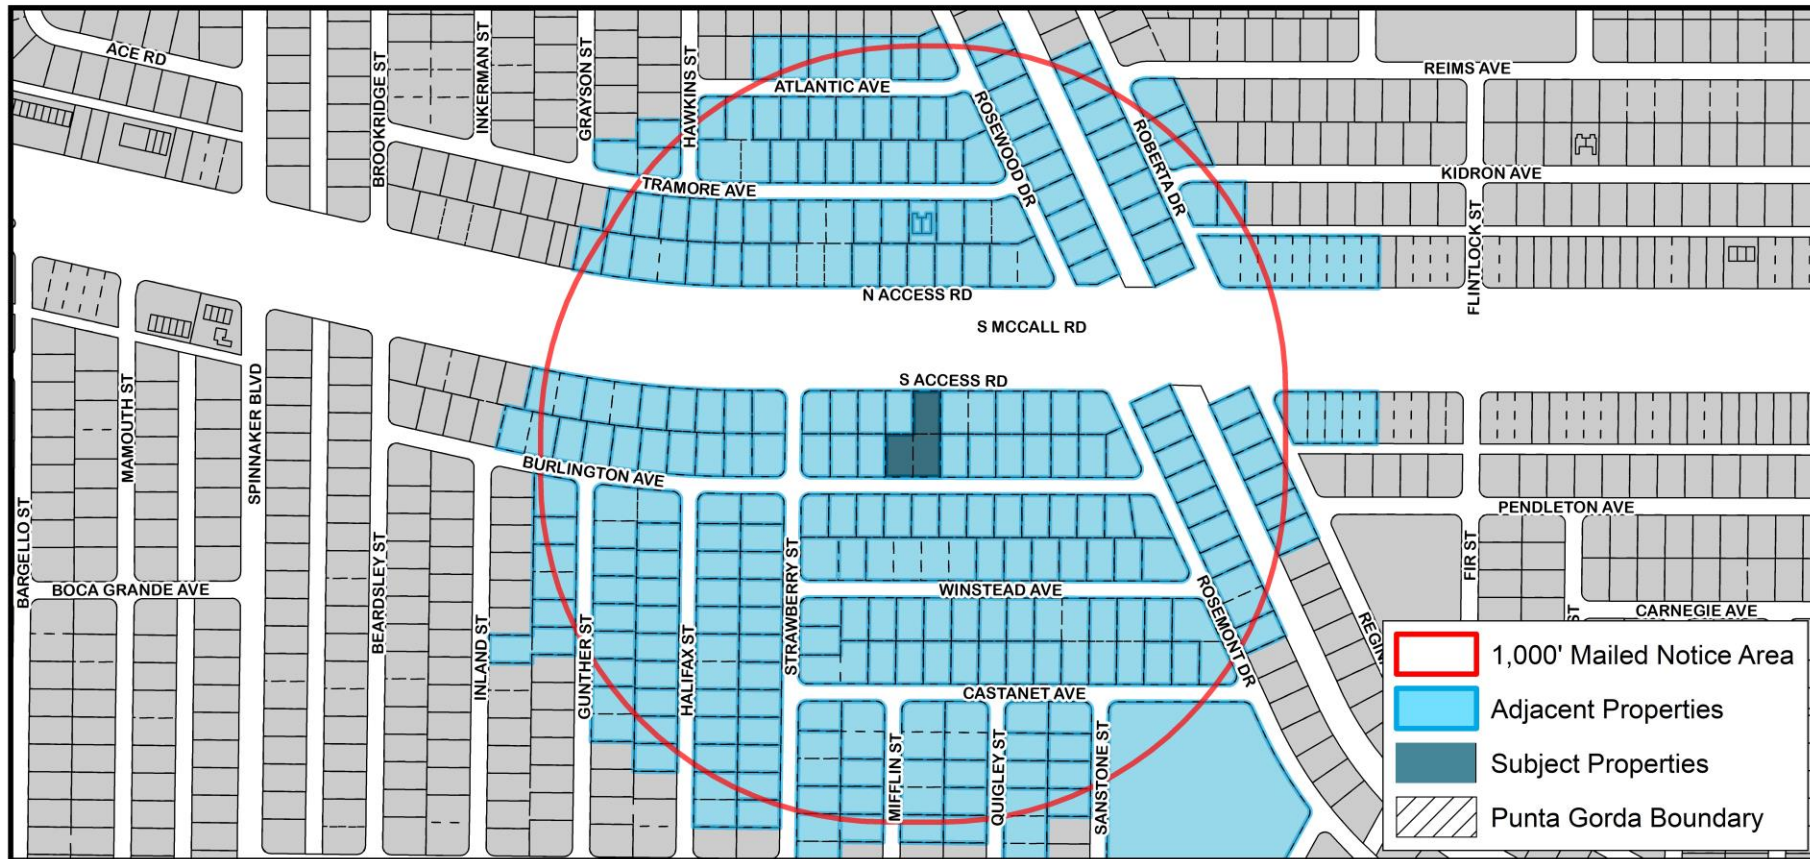 ACE RD
BROOKRIDGE ST
INKERMAN ST
GRAYSON ST
HAWKINS ST
ATLANTIC AVE
ROSEWOOD DR
ROBERTA DR
REIMS AVE
KIDRON AVE
TRAMORE AVE
FLINTLOCK ST
N ACCESS RD
S MCCALL RD
S ACCESS RD
BARGELLO ST
MAMOUTH ST
SPINNAKER BLVD
BEARDSLEY ST
BURLINGTON AVE
INLAND ST
GUNTHER ST
HALIFAX ST
STRAWBERRY ST
PENDLETON AVE
FIRST ST
BOCA GRANDE AVE
WINSTEAD AVE
ROSEMONT DR
CARNEGIE AVE
ST
REGIN
CASTANET AVE
MIFFLIN ST
QUIGLEY ST
SANSTONE ST
1,000' Mailed Notice Area
Adjacent Properties
Subject Properties
Punta Gorda Boundary